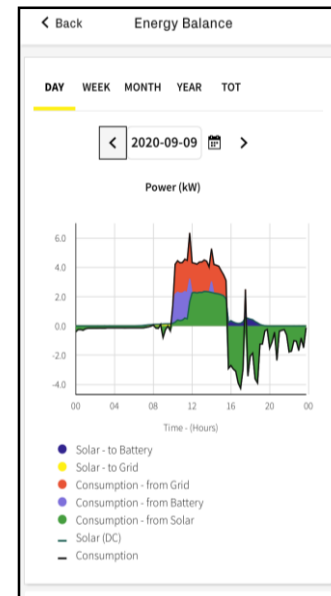 Back Energy Balance
DAY WEEK MONTH YEAR TOT
2020-09-09
Power (kW)
6.0
4.0
2.0
0.0
-2.0
-4.0
00 04 08 12 16 20 00
Time - (Hours)
Solar - to Battery
Solar - to Grid
Consumption - from Grid
Consumption - from Battery
Consumption - from Solar
Solar (DC)
Consumption